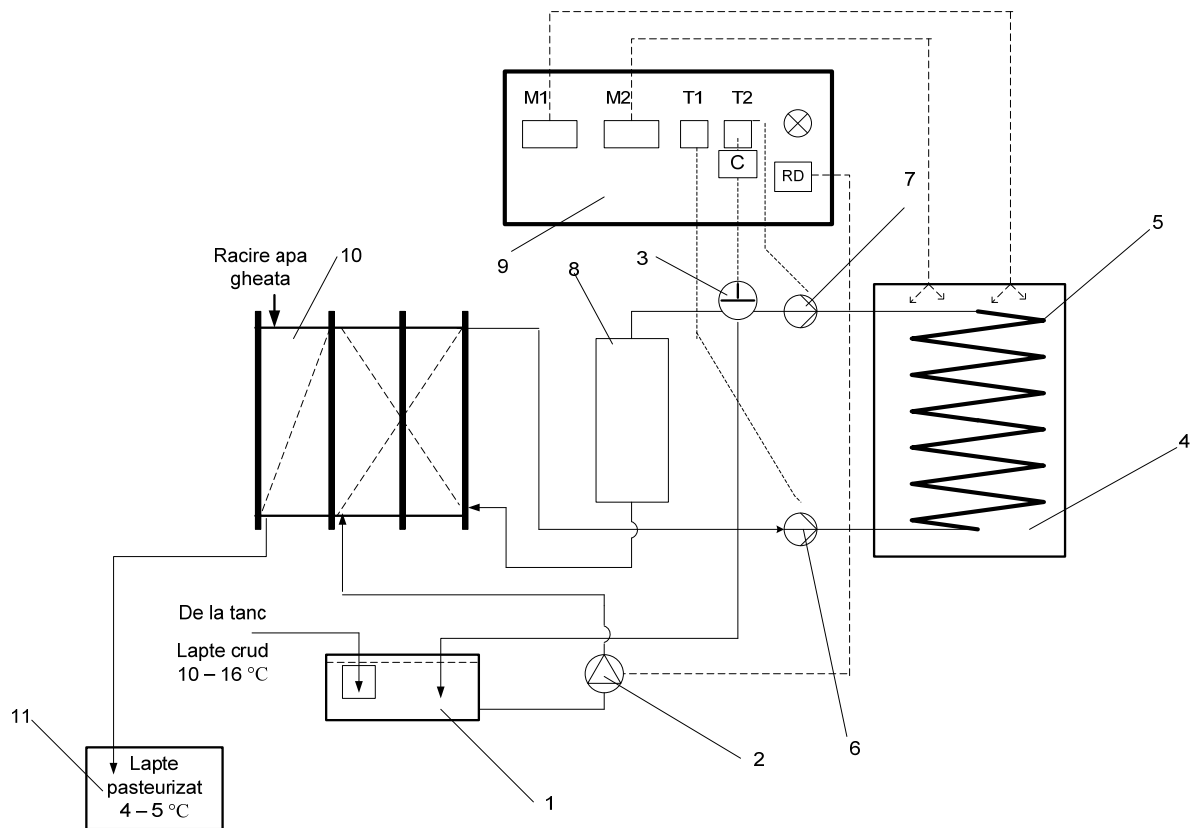 M1
M2
T1
T2
C
RD
7
5
9
3
8
Racire apa
gheata
10
4
De la tanc
Lapte crud
10 – 16 °C
11
Lapte
pasteurizat
4 – 5 °C
1
2
6